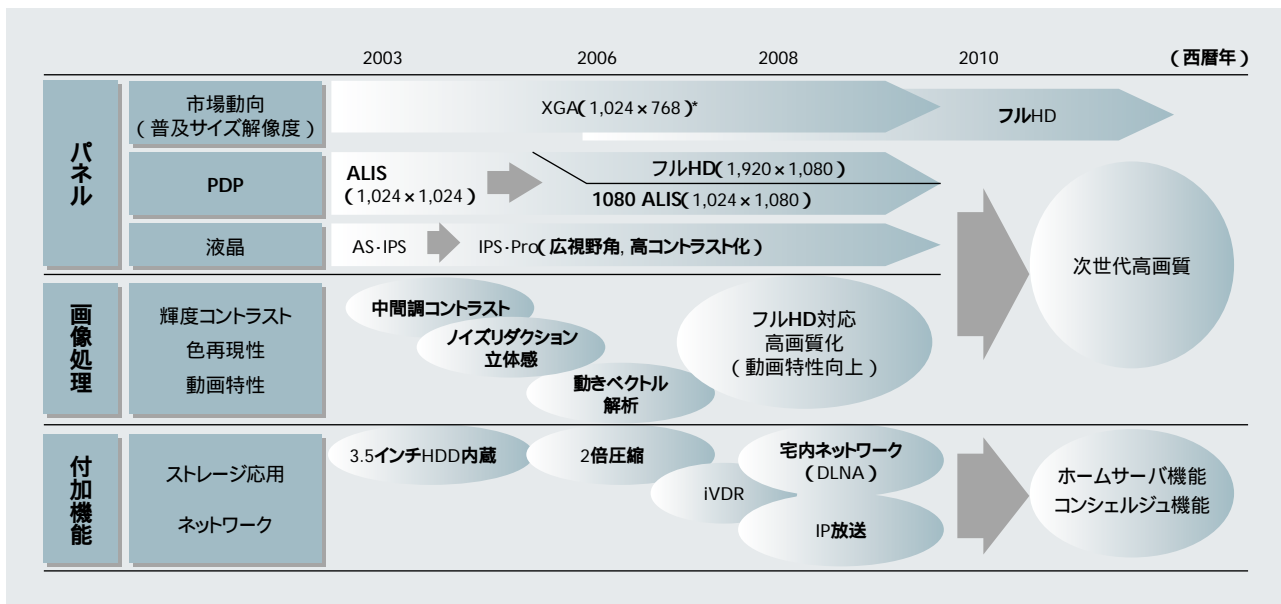 2003 2006 2008 2010 (西暦年)
パネル
市場動向
(普及サイズ解像度)
XGA(1,024×768)*
フルHD
PDP
ALIS
(1,024×1,024)
フルHD(1,920×1,080)
1080 ALIS(1,024×1,080)
液晶
AS-IPS
IPS-Pro(広視野角, 高コントラスト化)
次世代高画質
画像処理
輝度コントラスト
色再現性
動画特性
中間調コントラスト
ノイズリダクション
立体感
動きベクトル
解析
フルHD対応
高画質化
(動画特性向上)
付加機能
ストレージ応用
ネットワーク
3.5インチHDD内蔵
2倍圧縮
iVDR
宅内ネットワーク
(DLNA)
IP放送
ホームサーバ機能
コンシェルジュ機能